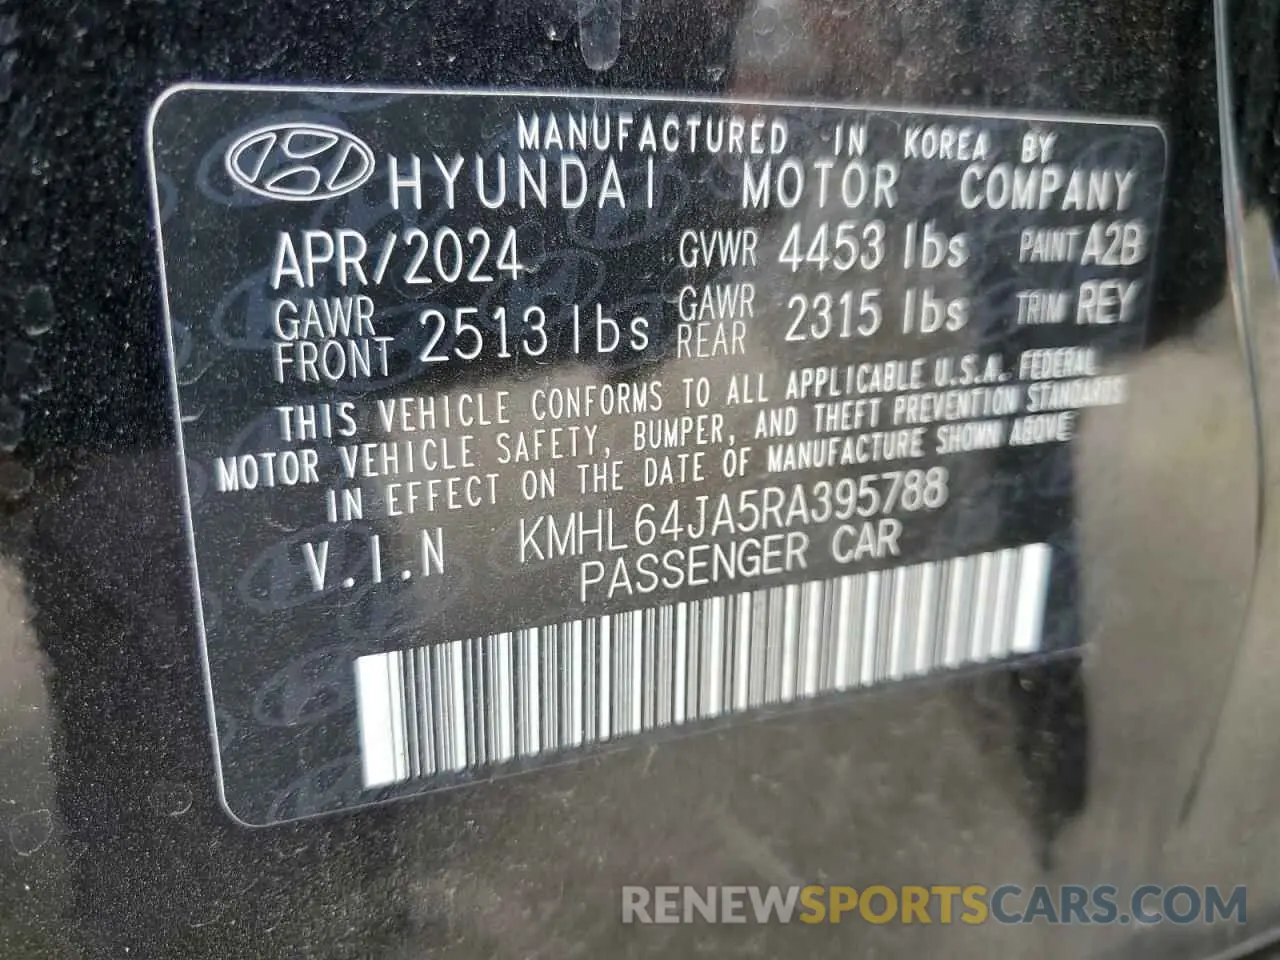 MANUFACTURED IN KOREA BY
HYUNDAI MOTOR COMPANY
APR/2024 GVWR 4453 lbs PAINT A2B
GAWR FRONT 2513 lbs GAWR REAR 2315 lbs TRIM REY
THIS VEHICLE CONFORMS TO ALL APPLICABLE U.S.A. FEDERAL
MOTOR VEHICLE SAFETY, BUMPER, AND THEFT PREVENTION STANDARDS
IN EFFECT ON THE DATE OF MANUFACTURE SHOWN ABOVE
V.I.N KMHL64JA5RA395788
PASSENGER CAR
RENEWSPORTSCARS.COM